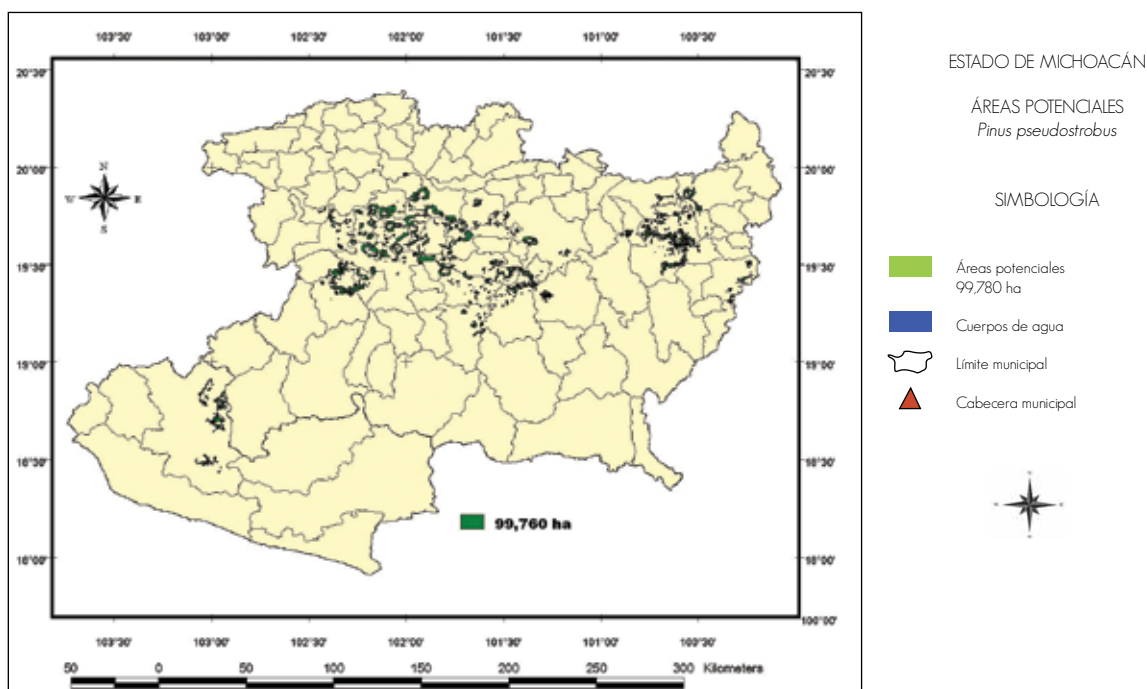 103°30' 103°00' 102°30' 102°00' 101°30' 101°00' 100°30'
20°30'
20°00'
19°30'
19°00'
18°30'
18°00'
20°30'
20°00'
19°30'
19°00'
18°30'
18°00'
100°00'
N
W E
S
99,760 ha
103°30' 103°00' 102°30' 102°00' 101°30' 101°00' 100°30'
50 0 50 100 150 200 250 300 Kilometers
ESTADO DE MICHOACÁN
ÁREAS POTENCIALES
Pinus pseudostrobus
SIMBOLOGÍA
Áreas potenciales
99,780 ha
Cuerpos de agua
Límite municipal
Cabecera municipal